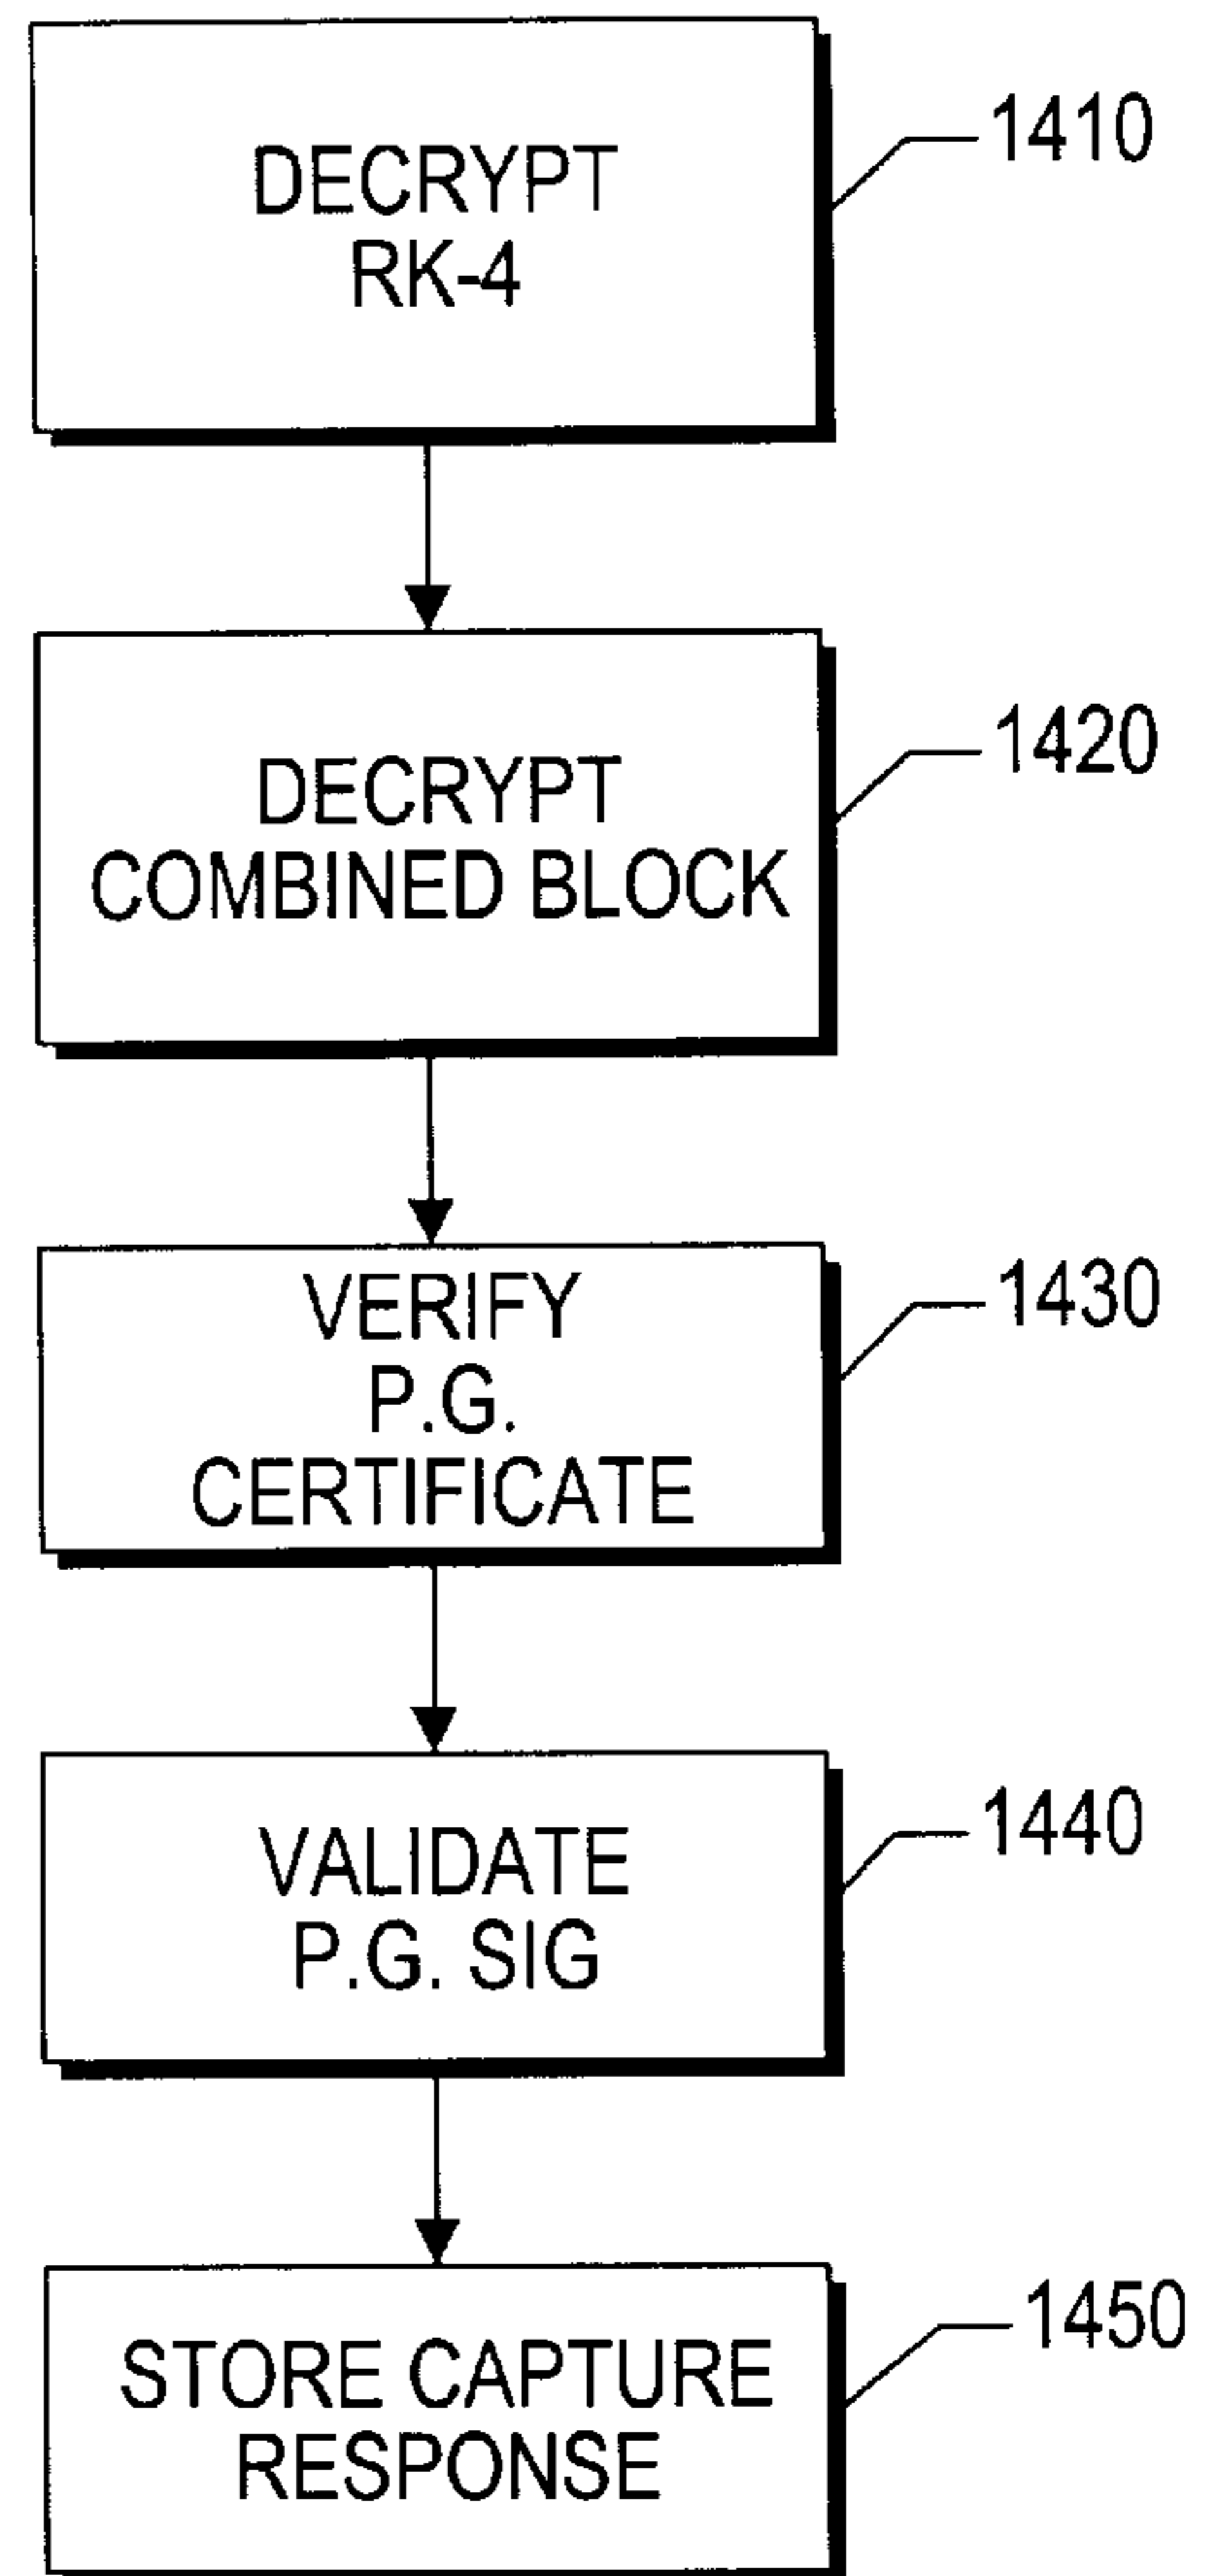 DECRYPT
RK-4
1410
DECRYPT
COMBINED BLOCK
1420
VERIFY
P.G.
CERTIFICATE
1430
VALIDATE
P.G. SIG
1440
STORE CAPTURE
RESPONSE
1450